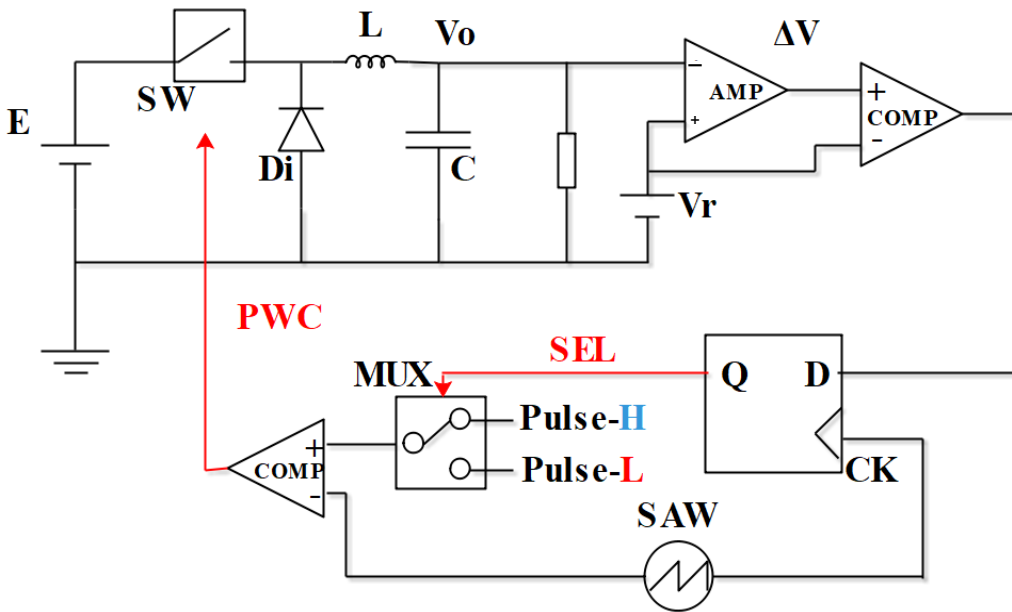 L
Vo
ΔV
SW
E
−
AMP
+
+
COMP
-
Di
C
Vr
PWC
SEL
MUX
Q
D
Pulse-H
Pulse-L
+
COMP
-
CK
SAW